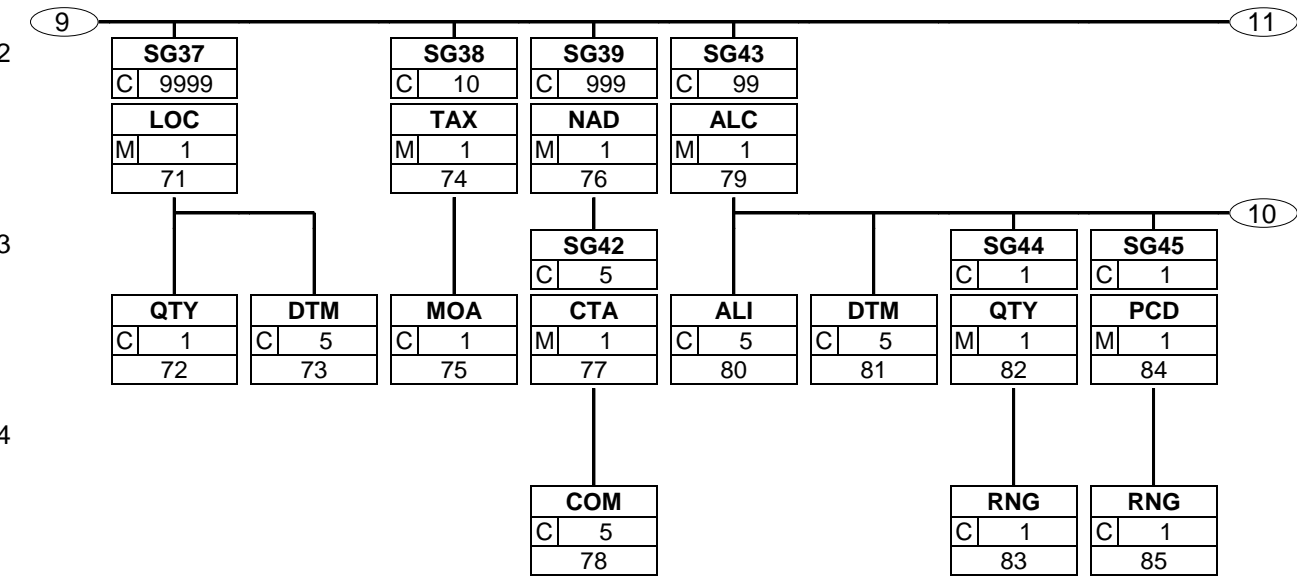 9 11
2 SG37 SG38 SG39 SG43
C 9999 C 10 C 999 C 99
LOC TAX NAD ALC
M 1 M 1 M 1 M 1
71 74 76 79
10
3 SG42 SG44 SG45
C 5 C 1 C 1
QTY DTM MOA CTA ALI DTM QTY PCD
C 1 C 5 C 1 M 1 C 5 C 5 M 1 M 1
72 73 75 77 80 81 82 84
4
COM RNG RNG
C 5 C 1 C 1
78 83 85